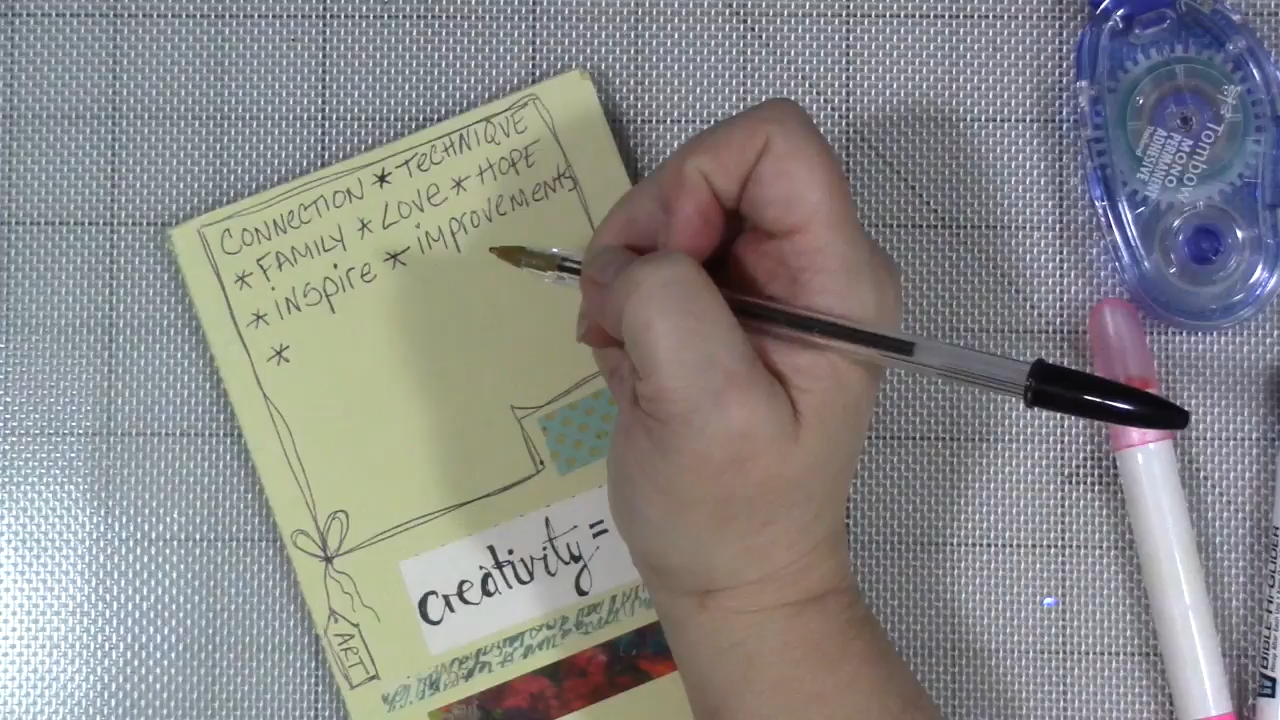 CONNECTION * TECHNIQUE
* FAMILY * LOVE * HOPE
* inspire * improvements
*
creativity =
ART
Tombow
MONO
PERMANENT
ADHESIVE
BIBLE HI-GLIDER